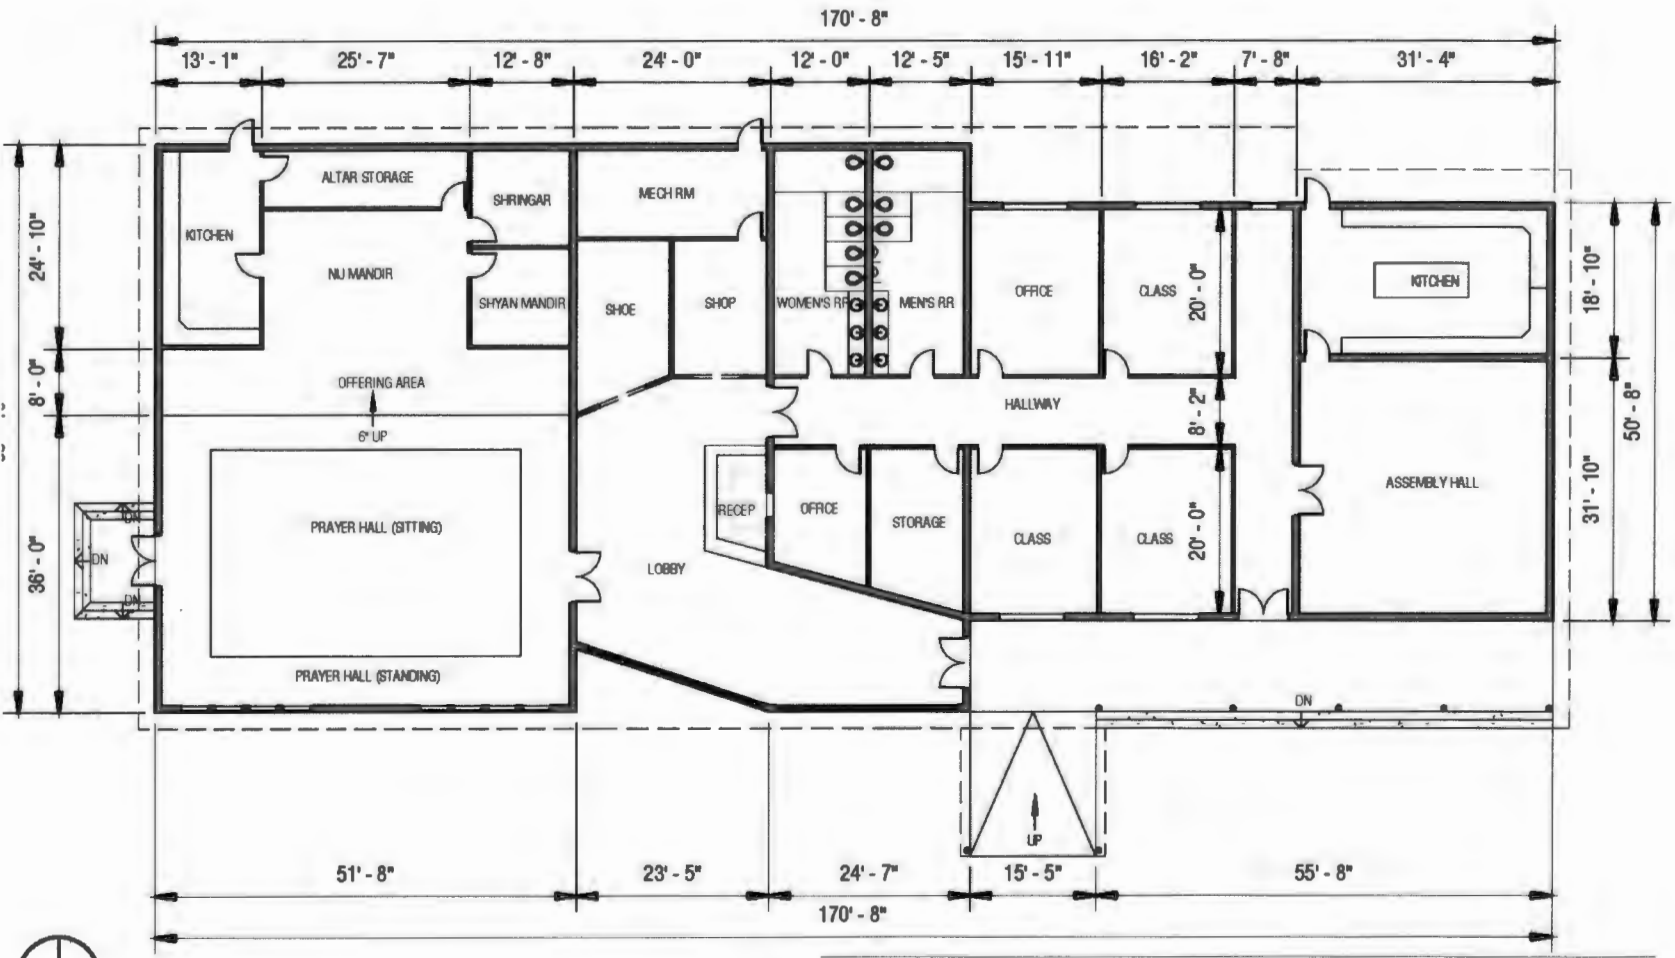 170' - 8"
13' - 1" 25' - 7" 12' - 8" 24' - 0" 12' - 0" 12' - 5" 15' - 11" 16' - 2" 7' - 8" 31' - 4"
ALTAR STORAGE
SHRINGAR
MECH RM
KITCHEN
NIJ MANDIR
SHYAN MANDIR
SHOE
SHOP
WOMEN'S RR
MEN'S RR
OFFICE
CLASS
20' - 0"
KITCHEN
24' - 10"
18' - 10"
8' - 0"
OFFERING AREA
6" UP
HALLWAY
8' - 2"
50' - 8"
PRAYER HALL (SITTING)
RECEP
OFFICE
STORAGE
CLASS
CLASS
20' - 0"
ASSEMBLY HALL
31' - 10"
36' - 0"
DN
DN
DN
LOBBY
PRAYER HALL (STANDING)
DN
UP
51' - 8" 23' - 5" 24' - 7" 15' - 5" 55' - 8"
170' - 8"